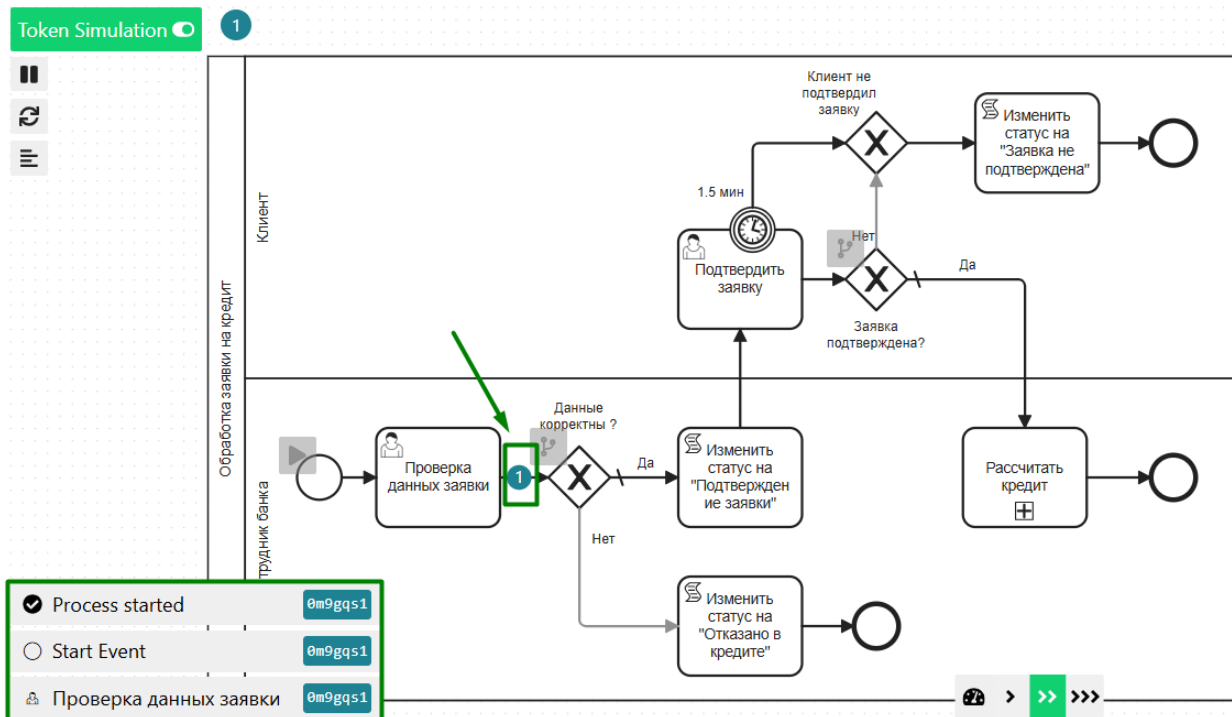 Token Simulation
1
Клиент не
подтвердил
заявку
Изменить
статус на
"Заявка не
подтверждена"
1.5 мин
Клиент
Нет
Подтвердить
заявку
Да
Заявка
подтверждена?
Обработка заявки на кредит
Данные
корректны ?
Проверка
данных заявки
1
Да
Изменить
статус на
"Подтвержден
ие заявки"
Рассчитать
кредит
Нет
трудник банка
Изменить
статус на
"Отказано в
кредите"
Process started
0m9gqs1
Start Event
0m9gqs1
Проверка данных заявки
0m9gqs1